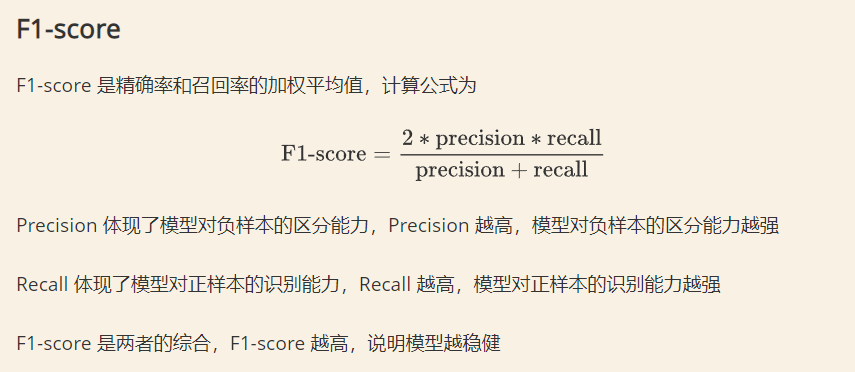 F1-score
F1-score 是精确率和召回率的加权平均值，计算公式为
F1-score = \frac{2 * precision * recall}{precision + recall}
Precision 体现了模型对负样本的区分能力，Precision 越高，模型对负样本的区分能力越强
Recall 体现了模型对正样本的识别能力，Recall 越高，模型对正样本的识别能力越强
F1-score 是两者的综合，F1-score 越高，说明模型越稳健